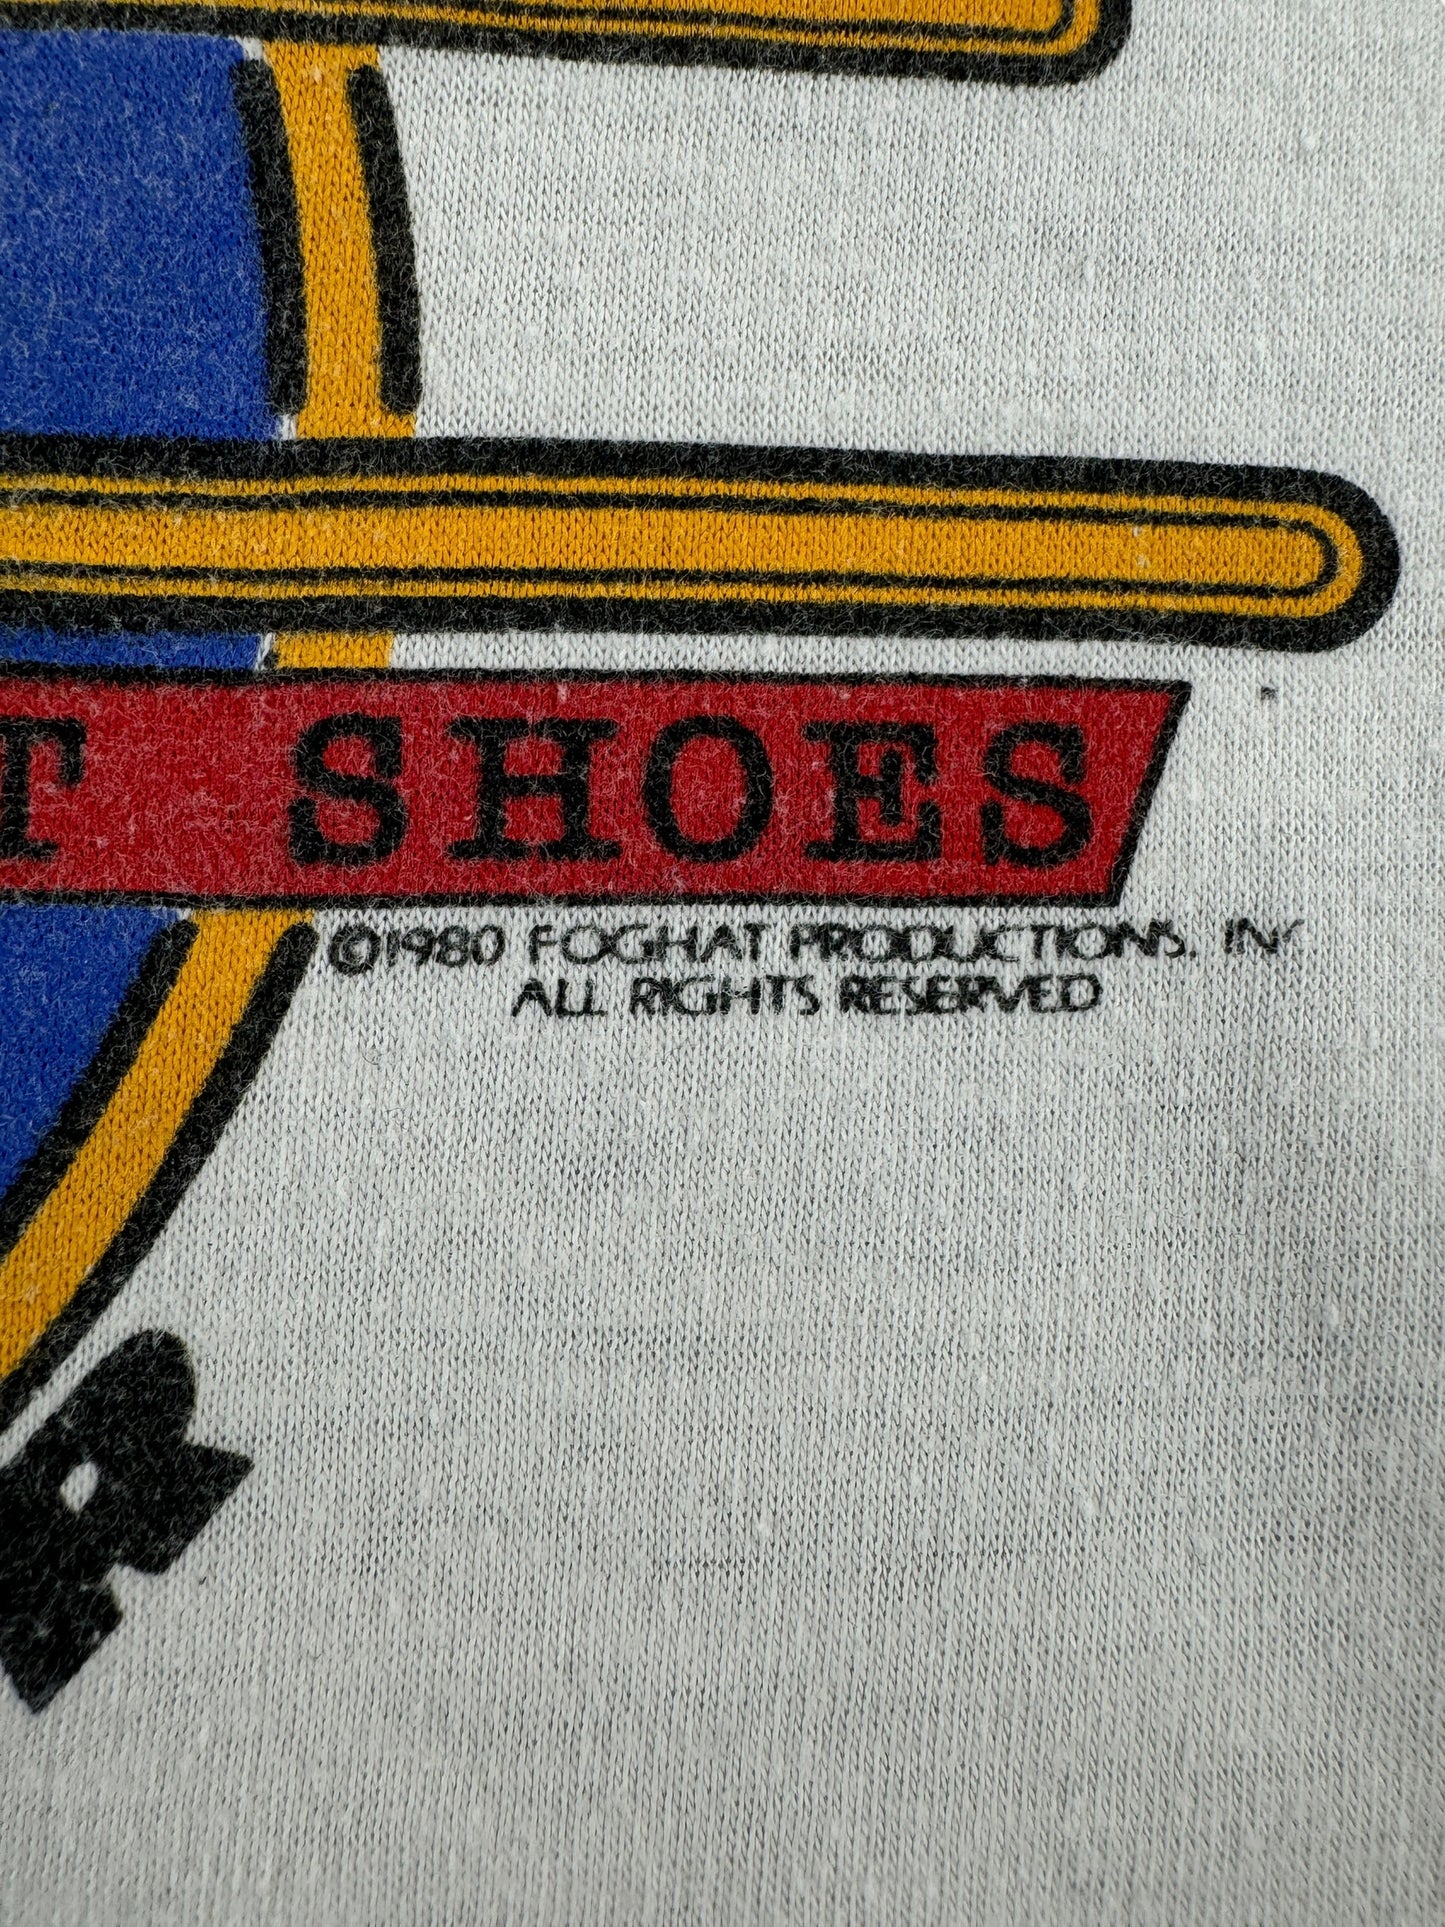 T SHOES
©1980 FOGHAT PRODUCTIONS, INC
ALL RIGHTS RESERVED